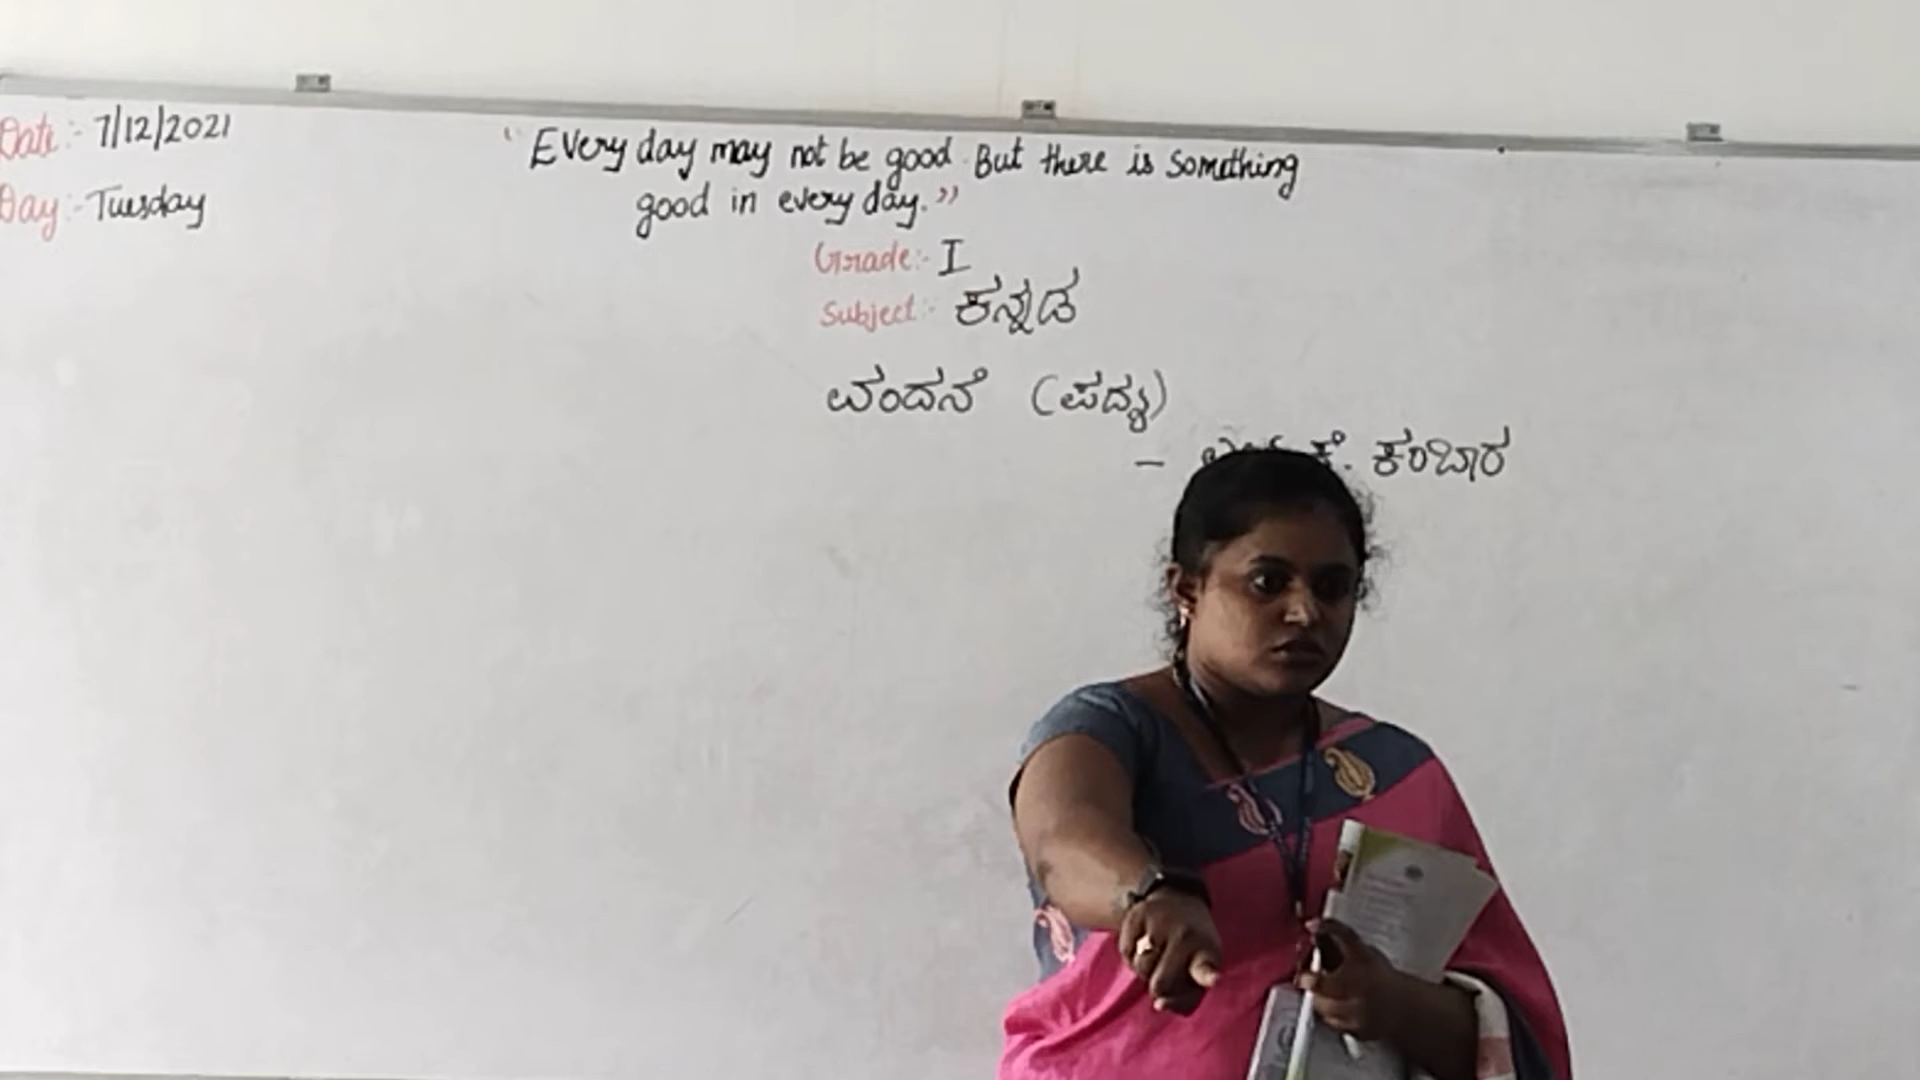 Date:- 7/12/2021
Day:- Tuesday
"Every day may not be good. But there is something
good in every day."
Grade:- I
Subject:- ಕನ್ನಡ
ವಂದನೆ (ಪದ್ಯ)
- ಕೆ. ಕಂಬಾರ